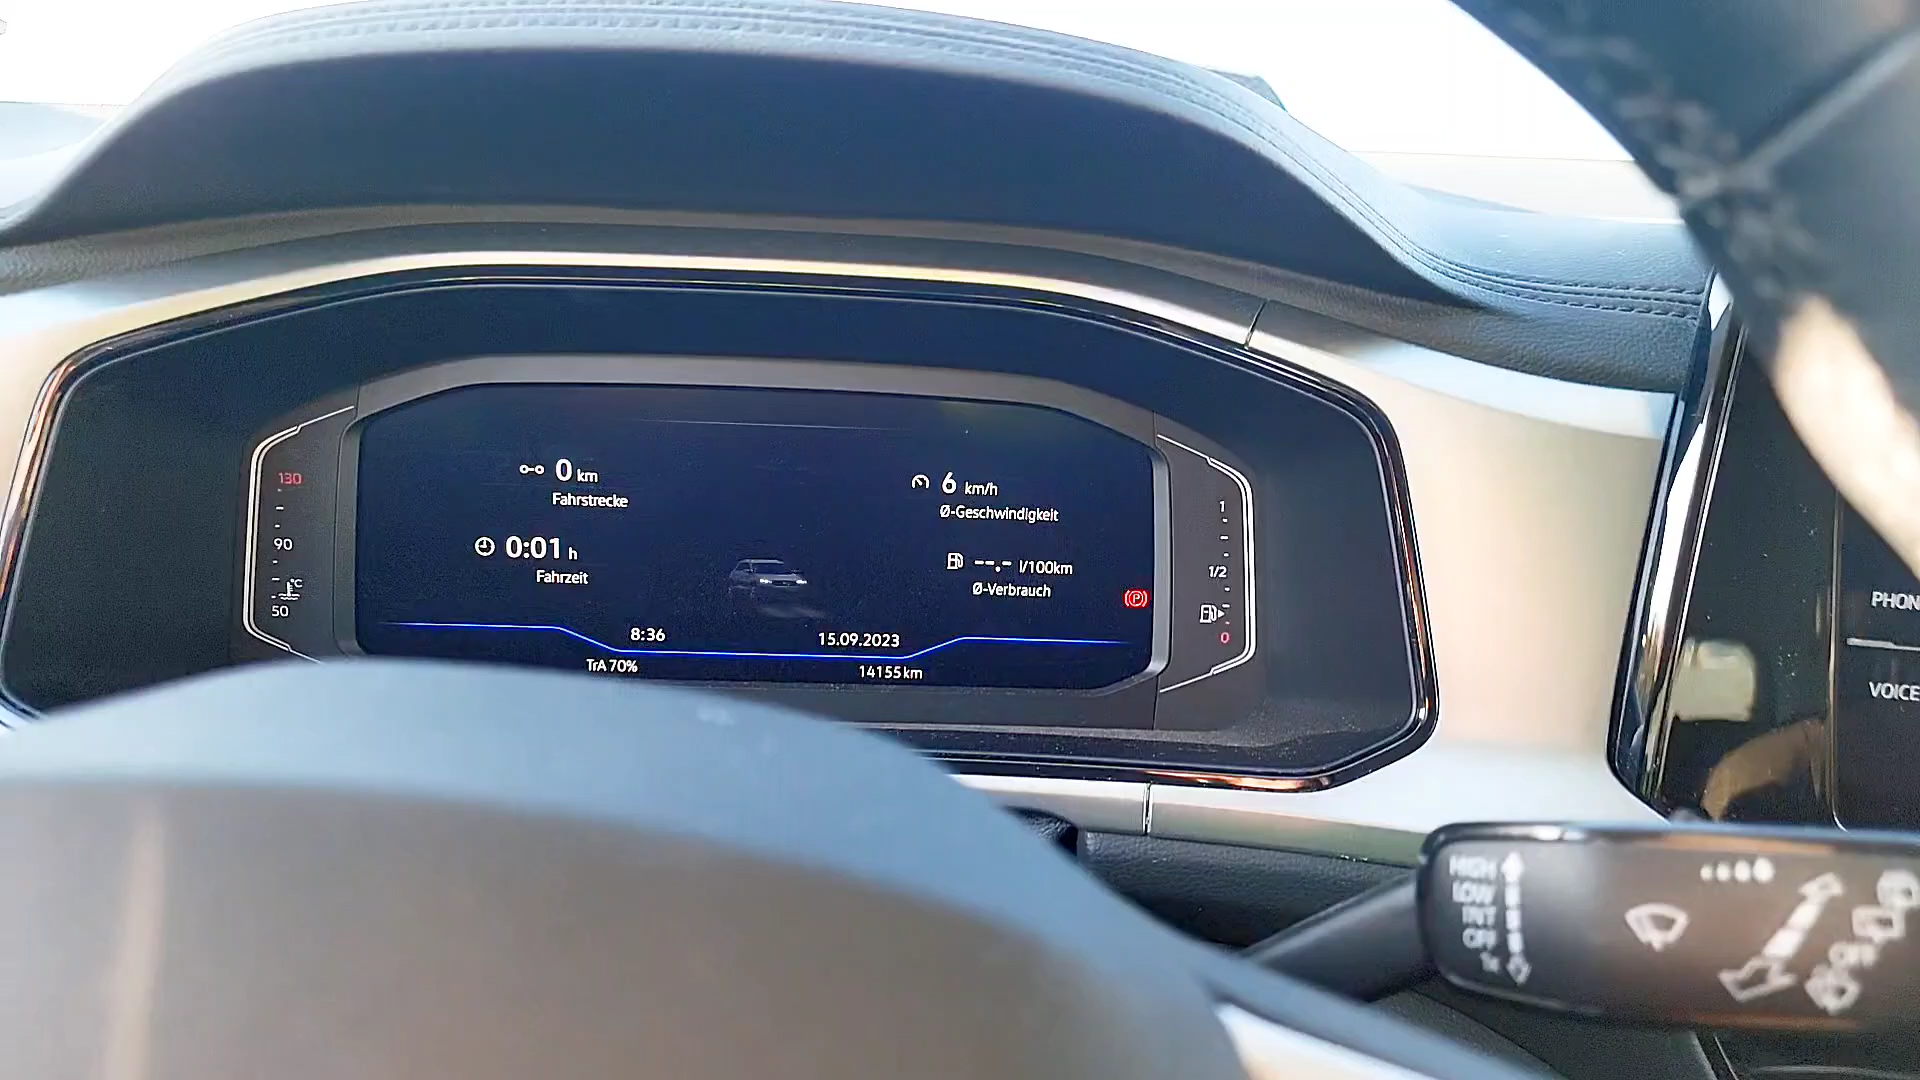 0 km
Fahrstrecke
0:01 h
Fahrzeit
6 km/h
Ø-Geschwindigkeit
--.- l/100km
Ø-Verbrauch
8:36
15.09.2023
TrA 70%
14155 km
130
90
°C
50
1
1/2
0
PHON
VOICE
HIGH
LOW
INT
OFF
1x
OFF